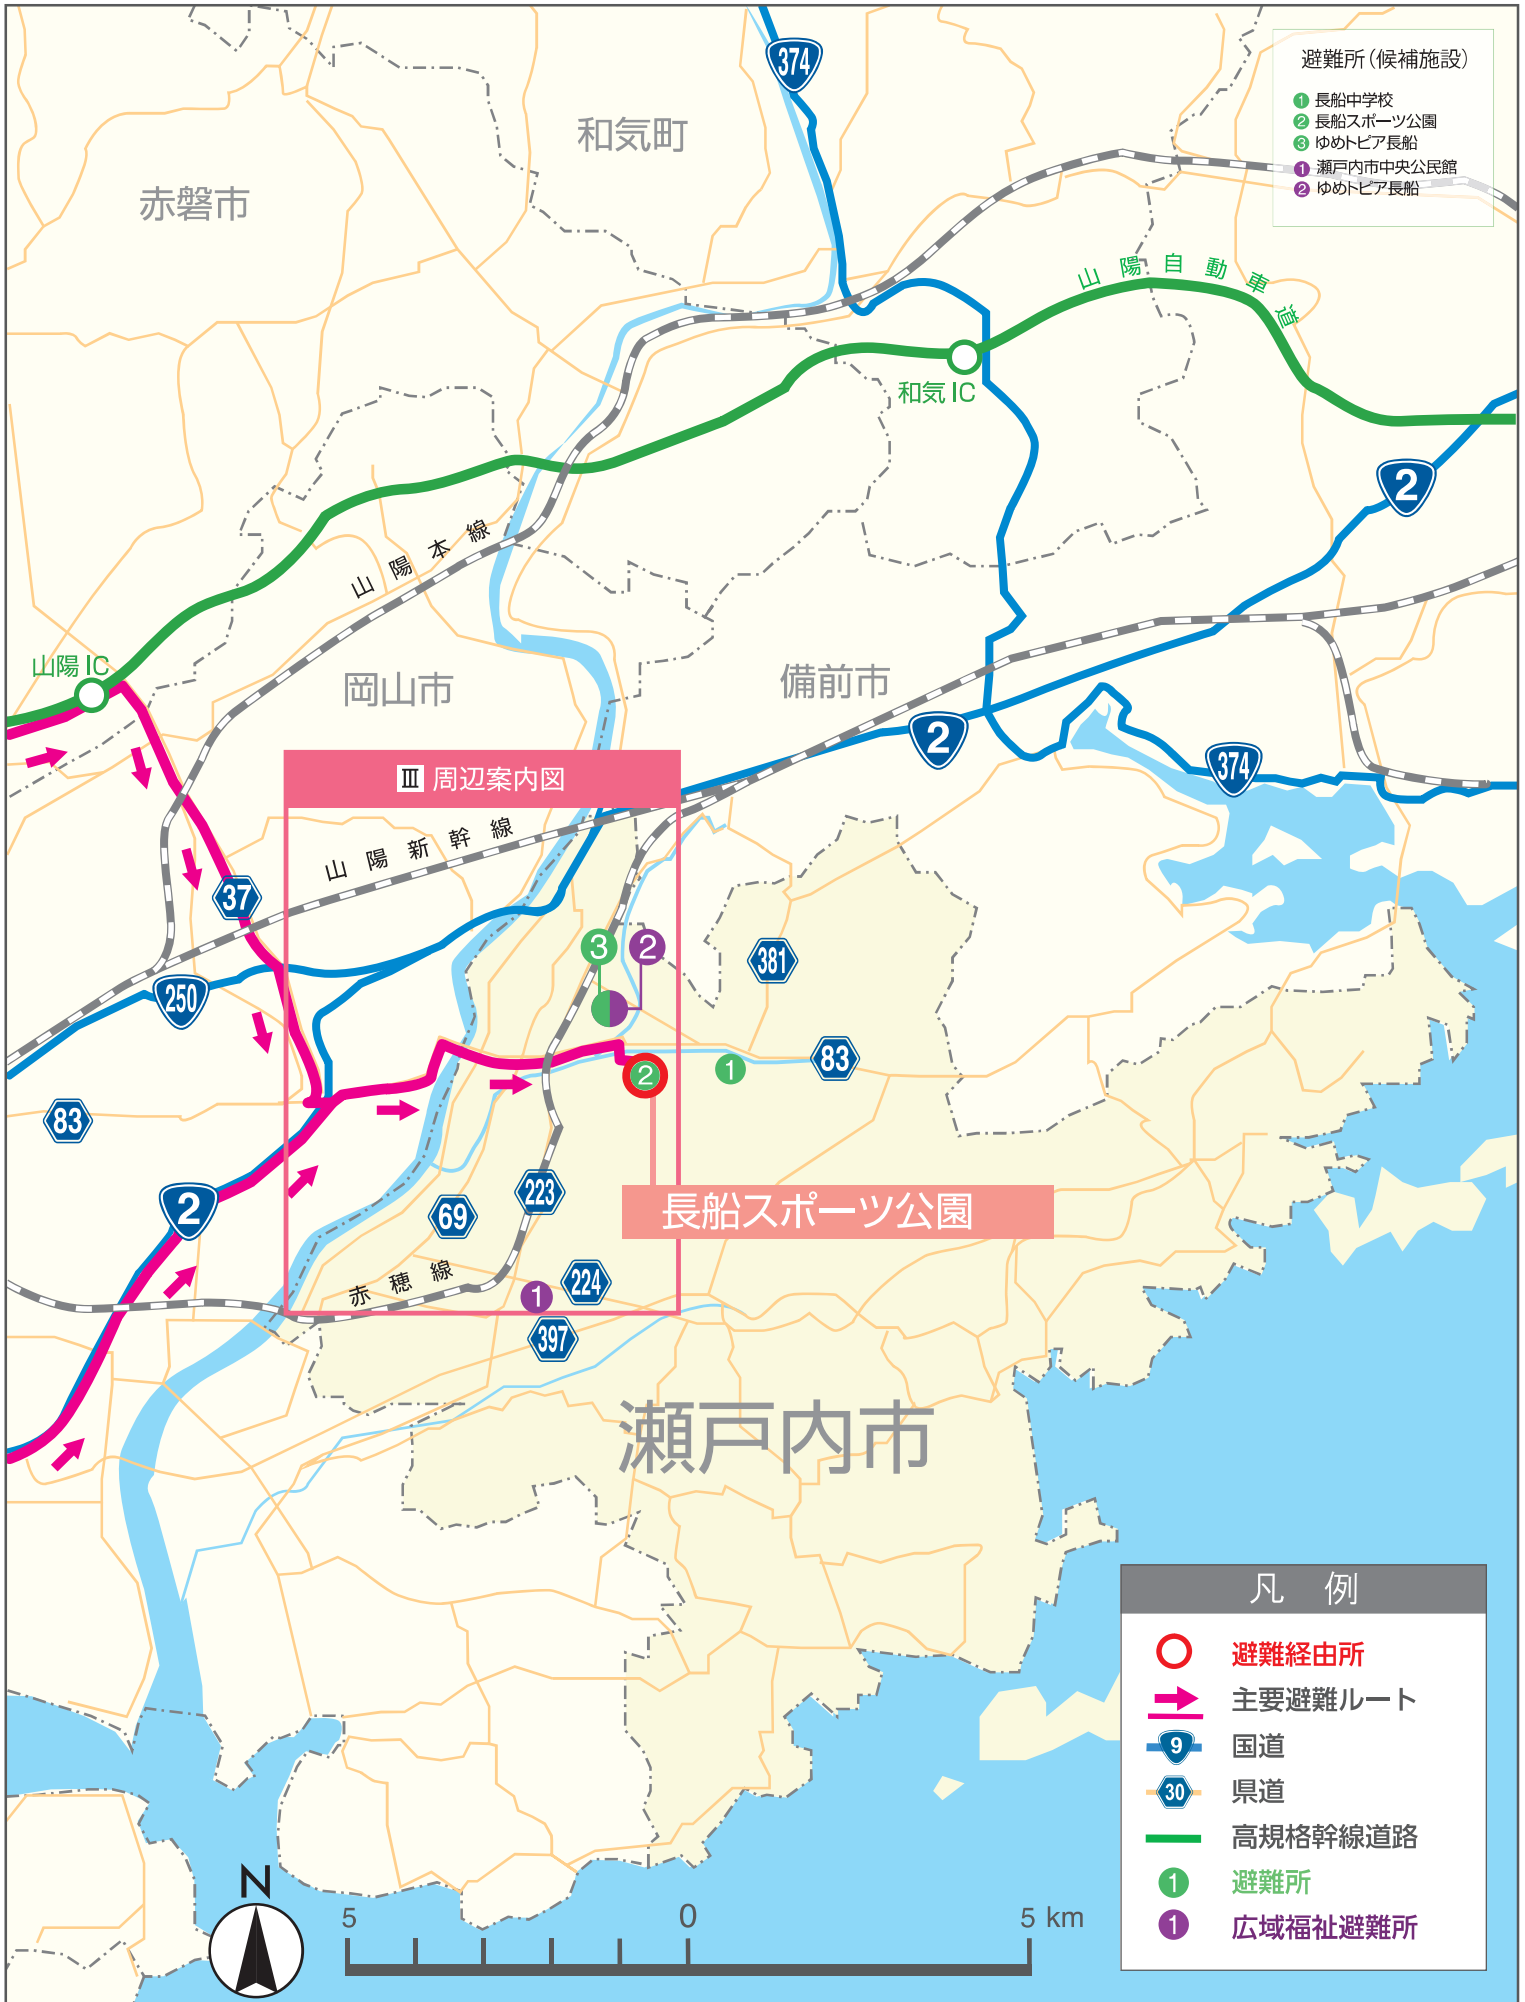 374
避難所(候補施設)
1 長船中学校
2 長船スポーツ公園
3 ゆめトピア長船
1 瀬戸内市中央公民館
2 ゆめトピア長船
和気町
赤磐市
山陽自動車道
和気IC
2
山陽本線
山陽IC
岡山市
備前市
2
374
Ⅲ 周辺案内図
山陽新幹線
37
3
2
381
250
2
1
83
83
2
69
223
長船スポーツ公園
赤穂線
224
1
397
瀬戸内市
凡例
避難経由所
主要避難ルート
9 国道
30 県道
高規格幹線道路
1 避難所
1 広域福祉避難所
N
5 0 5 km